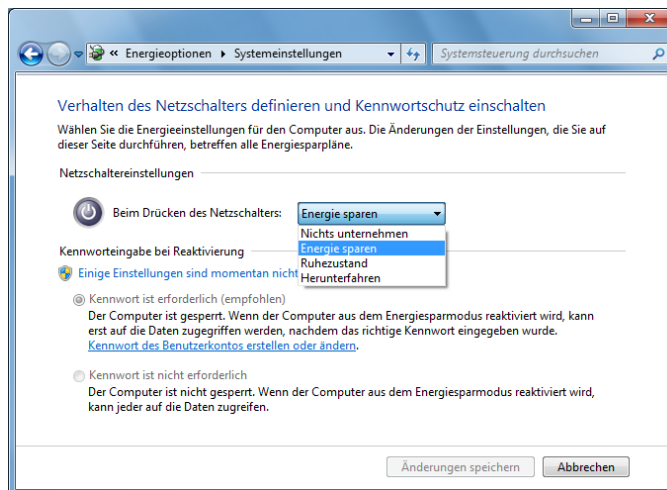 « Energieoptionen Systemeinstellungen Systemsteuerung durchsuchen
Verhalten des Netzschalters definieren und Kennwortschutz einschalten
Wählen Sie die Energieeinstellungen für den Computer aus. Die Änderungen der Einstellungen, die Sie auf
dieser Seite durchführen, betreffen alle Energiesparpläne.
Netzschaltereinstellungen
Beim Drücken des Netzschalters: Energie sparen
Nichts unternehmen
Energie sparen
Ruhezustand
Herunterfahren
Kennworteingabe bei Reaktivierung
Einige Einstellungen sind momentan nicht
Kennwort ist erforderlich (empfohlen)
Der Computer ist gesperrt. Wenn der Computer aus dem Energiesparmodus reaktiviert wird, kann
erst auf die Daten zugegriffen werden, nachdem das richtige Kennwort eingegeben wurde.
Kennwort des Benutzerkontos erstellen oder ändern.
Kennwort ist nicht erforderlich
Der Computer ist nicht gesperrt. Wenn der Computer aus dem Energiesparmodus reaktiviert wird,
kann jeder auf die Daten zugreifen.
Änderungen speichern Abbrechen